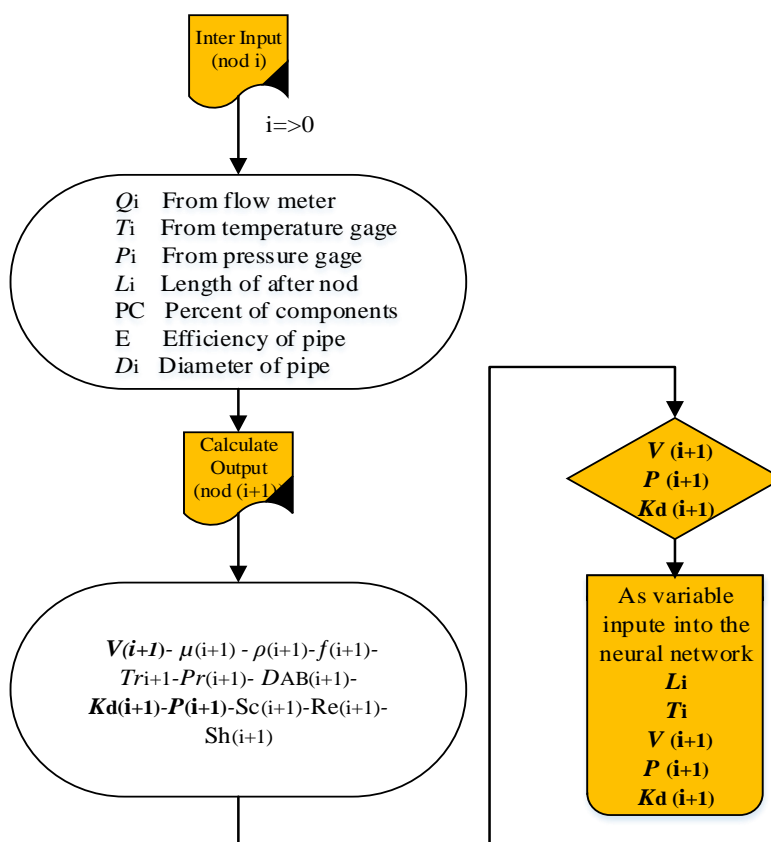 Inter Input
(nod i)
i=>0
Qi From flow meter
Ti From temperature gage
Pi From pressure gage
Li Length of after nod
PC Percent of components
E Efficiency of pipe
Di Diameter of pipe
Calculate
Output
(nod (i+1))
V(i+1)- μ(i+1) - ρ(i+1)-f(i+1)-
Tri+1-Pr(i+1)- DAB(i+1)-
Kd(i+1)-P(i+1)-Sc(i+1)-Re(i+1)-
Sh(i+1)
V (i+1)
P (i+1)
Kd (i+1)
As variable
inpute into the
neural network
Li
Ti
V (i+1)
P (i+1)
Kd (i+1)